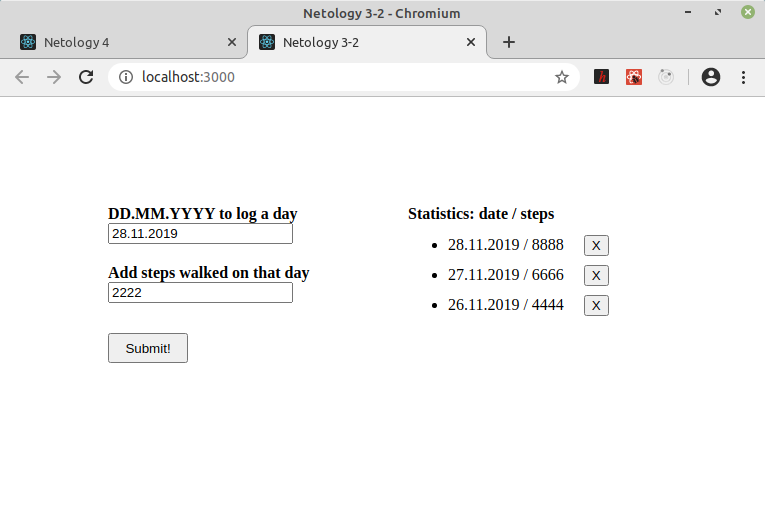 Netology 3-2 - Chromium
Netology 4
Netology 3-2
localhost:3000
DD.MM.YYYY to log a day
28.11.2019
Add steps walked on that day
2222
Submit!
Statistics: date / steps
28.11.2019 / 8888 X
27.11.2019 / 6666 X
26.11.2019 / 4444 X